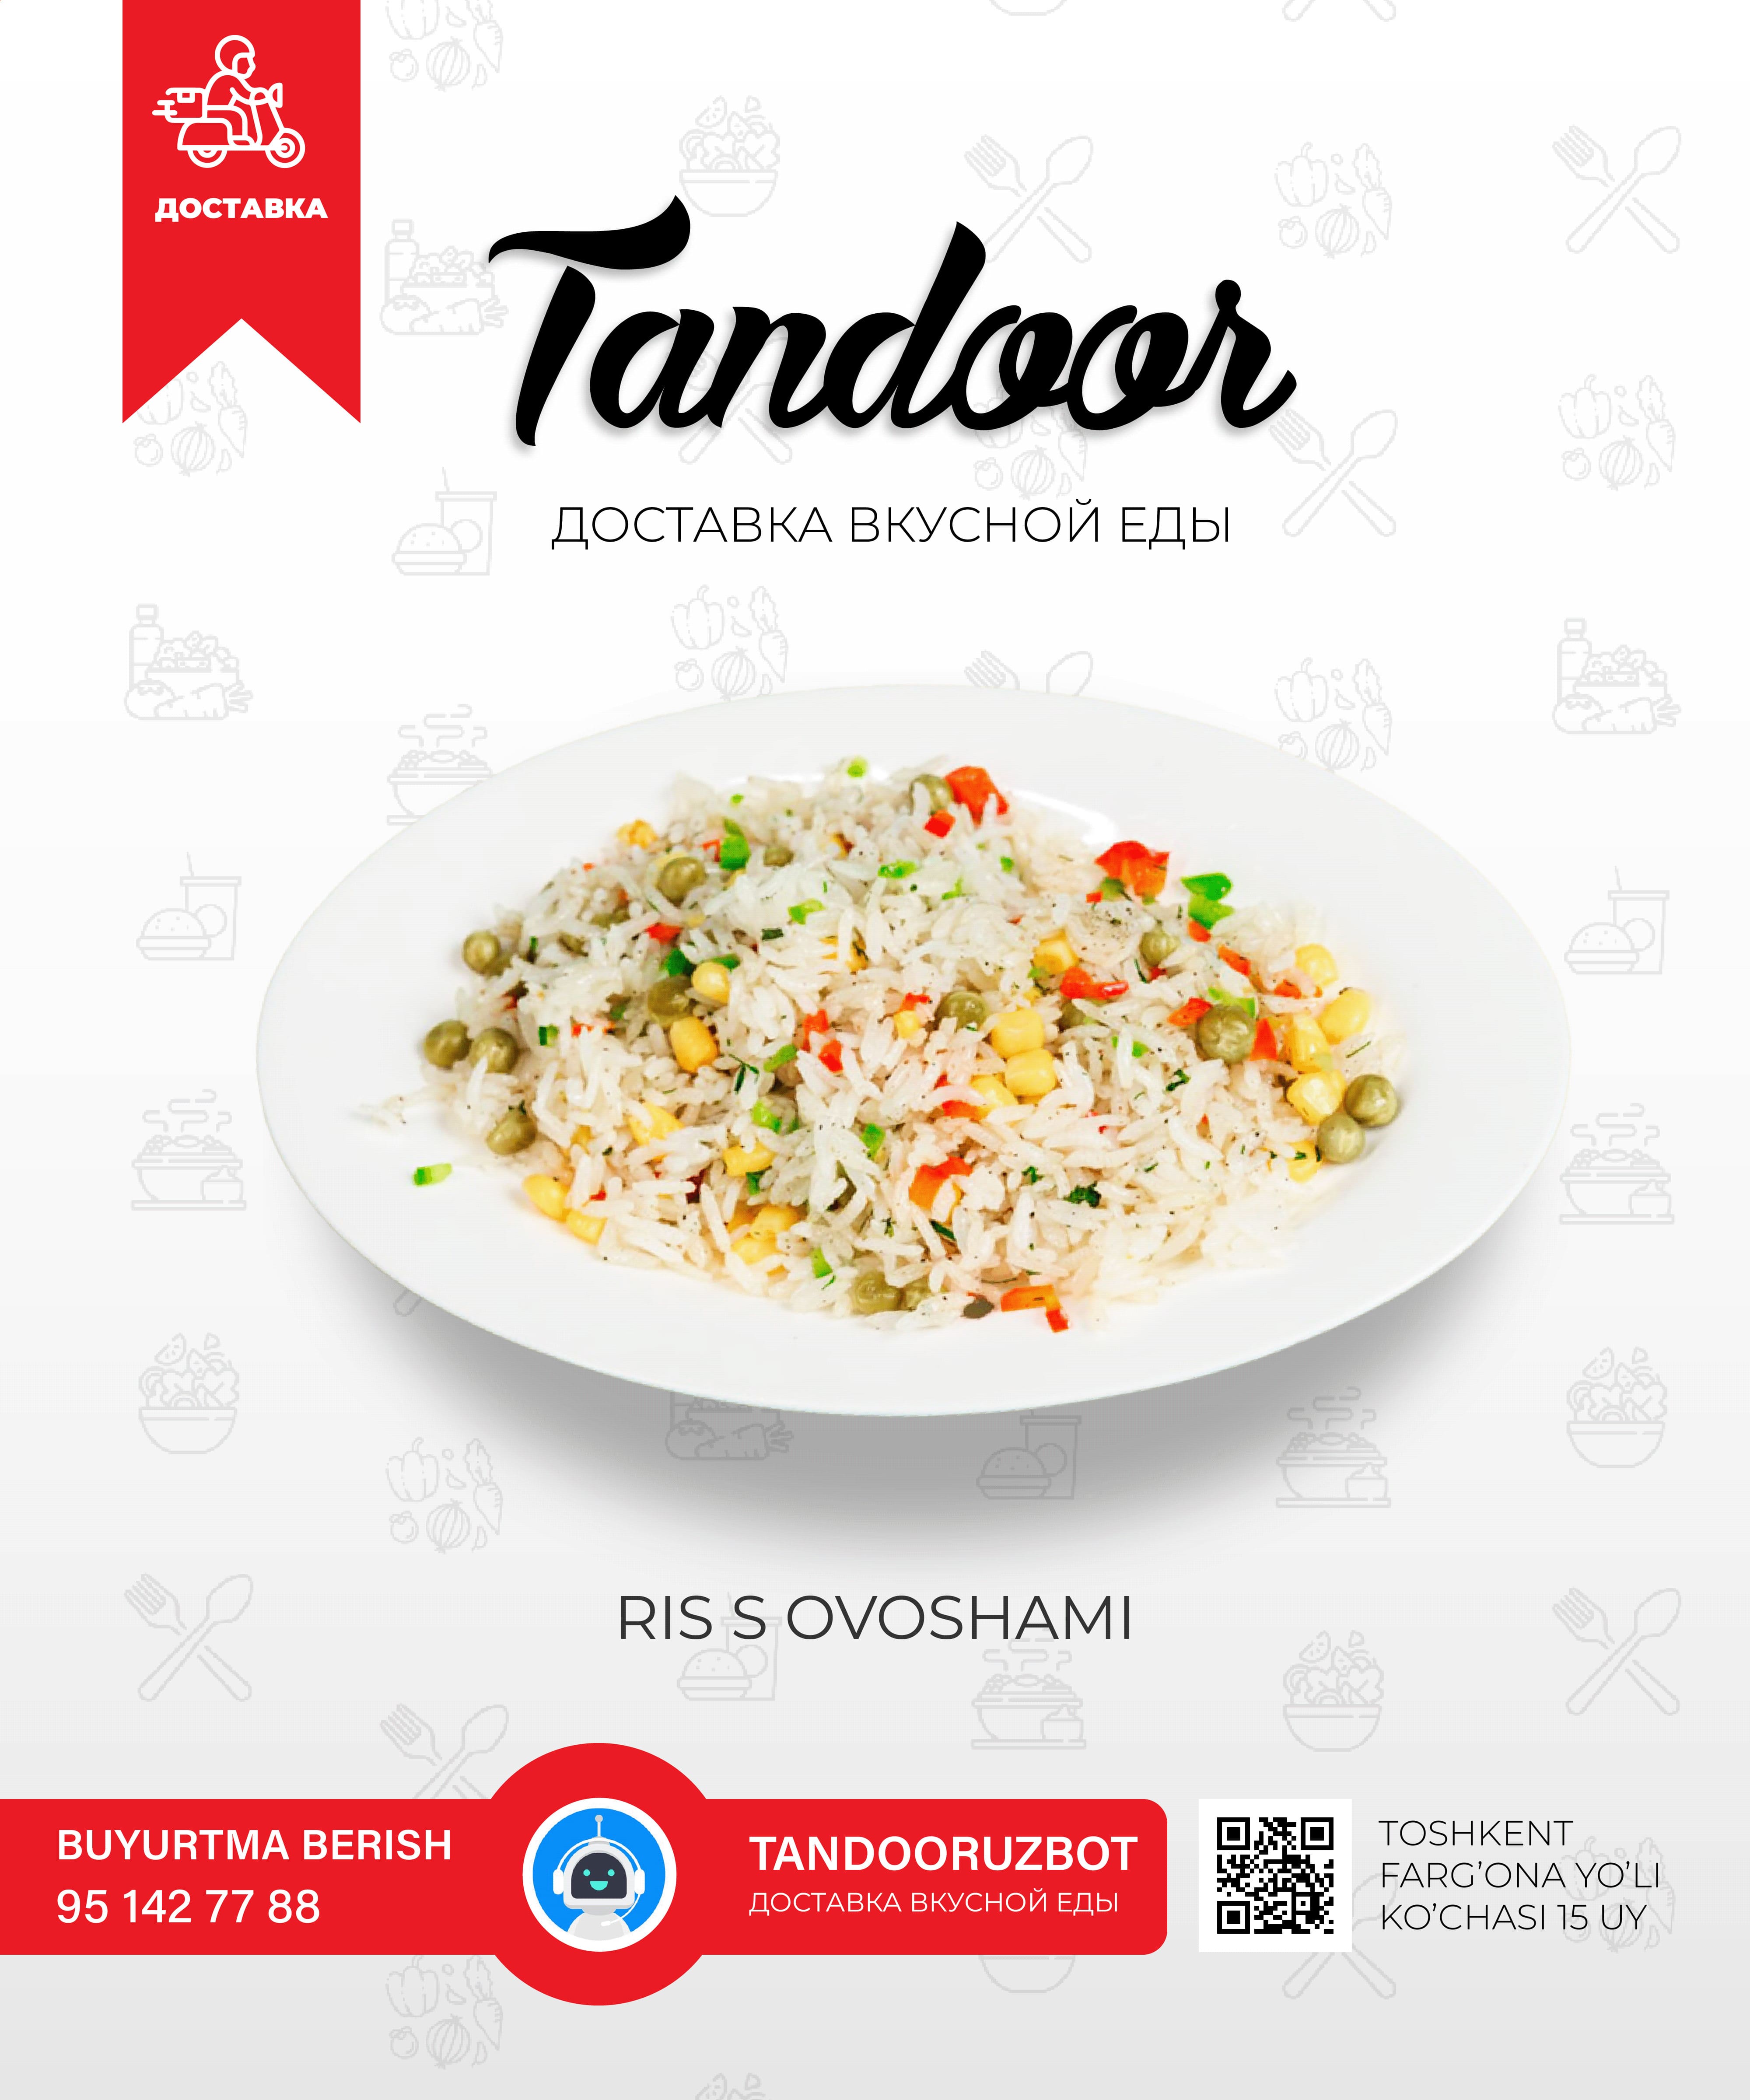 ДОСТАВКА
Tandoor
ДОСТАВКА ВКУСНОЙ ЕДЫ
RIS S OVOSHAMI
BUYURTMA BERISH
95 142 77 88
TANDOORUZBOT
ДОСТАВКА ВКУСНОЙ ЕДЫ
TOSHKENT
FARG’ONA YO’LI
KO’CHASI 15 UY